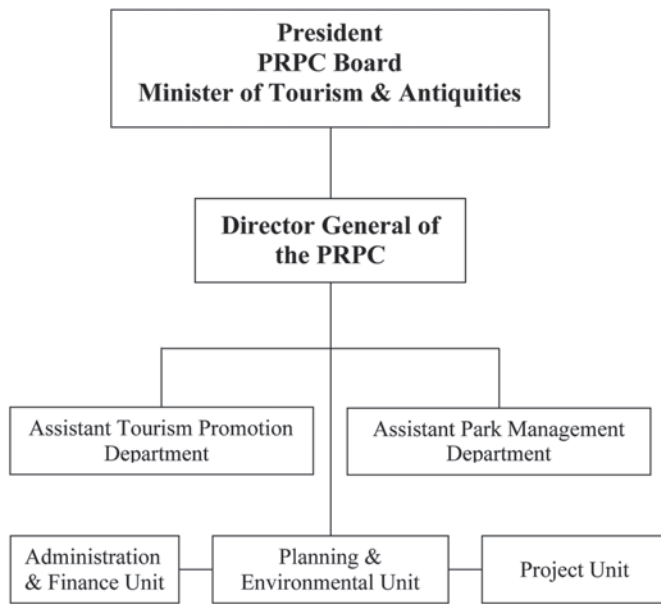 President
PRPC Board
Minister of Tourism & Antiquities
Director General of
the PRPC
Assistant Tourism Promotion
Department
Assistant Park Management
Department
Administration
& Finance Unit
Planning &
Environmental Unit
Project Unit